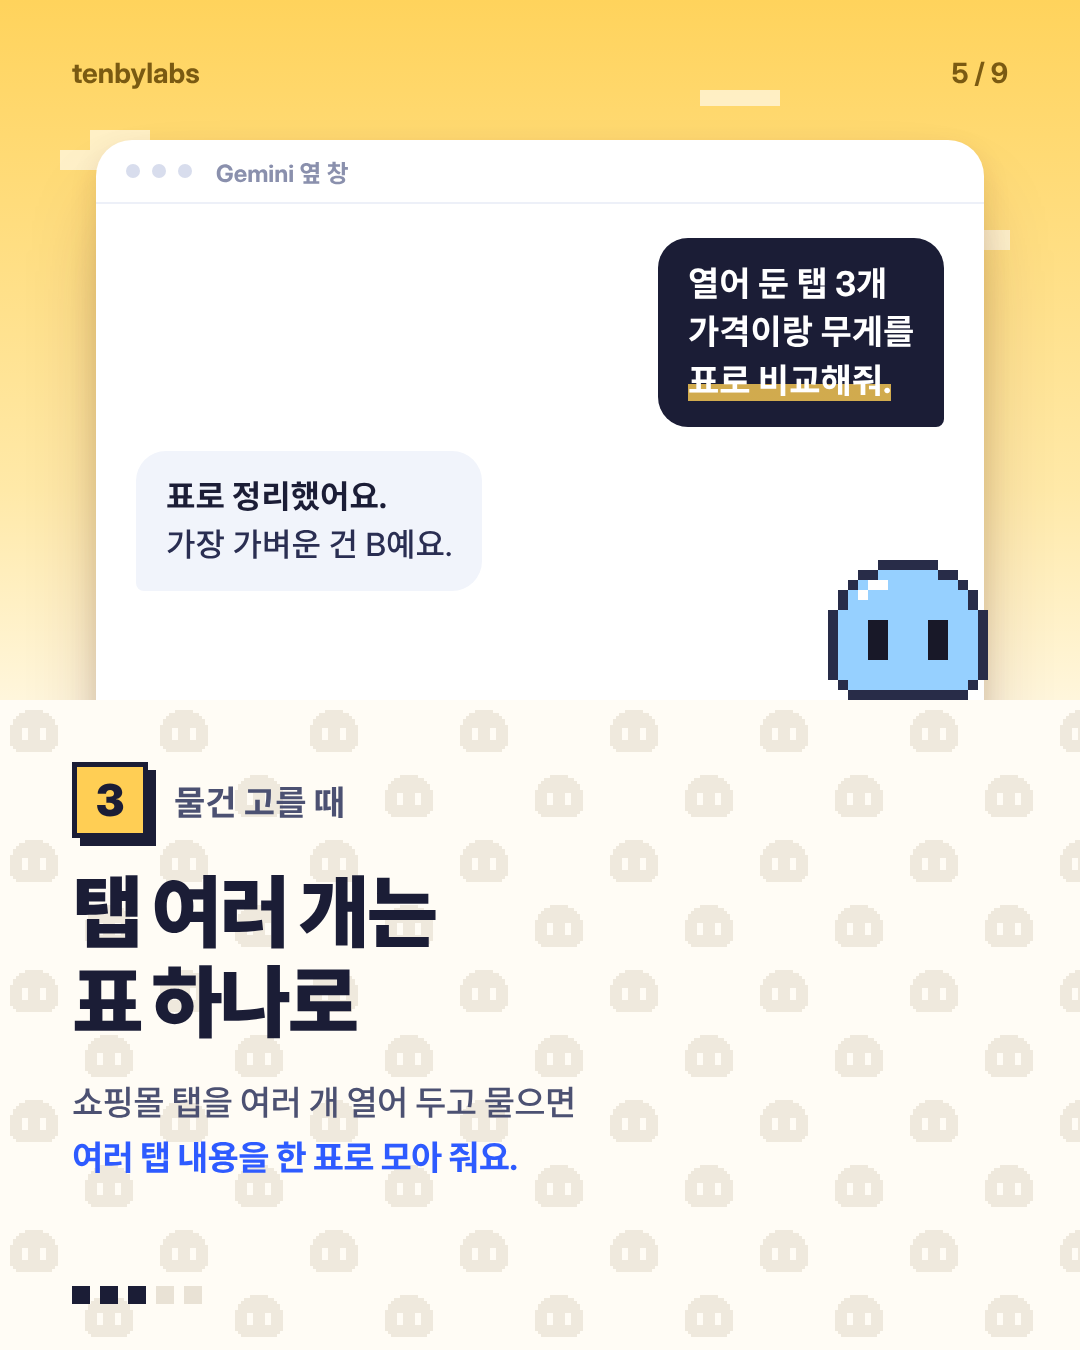 tenbylabs
5 / 9
Gemini 옆 창
열어 둔 탭 3개
가격이랑 무게를
표로 비교해줘.
표로 정리했어요.
가장 가벼운 건 B예요.
3
물건 고를 때
탭 여러 개는
표 하나로
쇼핑몰 탭을 여러 개 열어 두고 물으면
여러 탭 내용을 한 표로 모아 줘요.